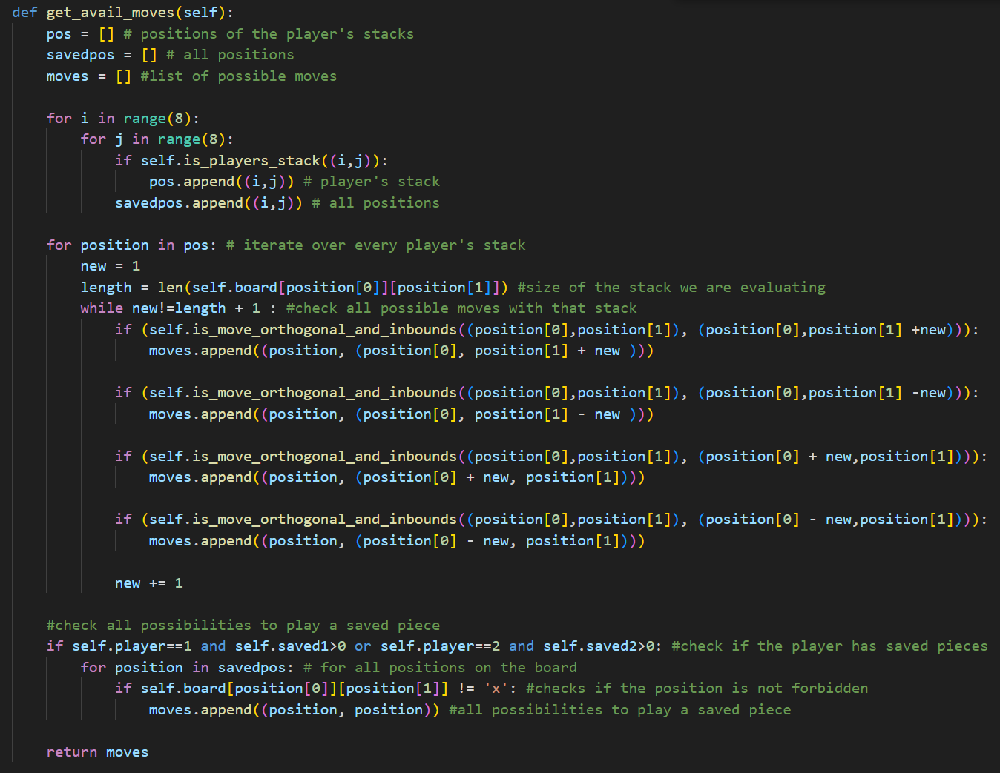 def get_avail_moves(self):
    pos = [] # positions of the player's stacks
    savedpos = [] # all positions
    moves = [] #list of possible moves

    for i in range(8):
        for j in range(8):
            if self.is_players_stack((i,j)):
                pos.append((i,j)) # player's stack
            savedpos.append((i,j)) # all positions

    for position in pos: # iterate over every player's stack
        new = 1
        length = len(self.board[position[0]][position[1]]) #size of the stack we are evaluating
        while new!=length + 1 : #check all possible moves with that stack
            if (self.is_move_orthogonal_and_inbounds((position[0],position[1]), (position[0],position[1] +new))):
                moves.append((position, (position[0], position[1] + new )))

            if (self.is_move_orthogonal_and_inbounds((position[0],position[1]), (position[0],position[1] -new))):
                moves.append((position, (position[0], position[1] - new )))

            if (self.is_move_orthogonal_and_inbounds((position[0],position[1]), (position[0] + new,position[1]))):
                moves.append((position, (position[0] + new, position[1])))

            if (self.is_move_orthogonal_and_inbounds((position[0],position[1]), (position[0] - new,position[1]))):
                moves.append((position, (position[0] - new, position[1])))

            new += 1

    #check all possibilities to play a saved piece
    if self.player==1 and self.saved1>0 or self.player==2 and self.saved2>0: #check if the player has saved pieces
        for position in savedpos: # for all positions on the board
            if self.board[position[0]][position[1]] != 'x': #checks if the position is not forbidden
                moves.append((position, position)) #all possibilities to play a saved piece

    return moves